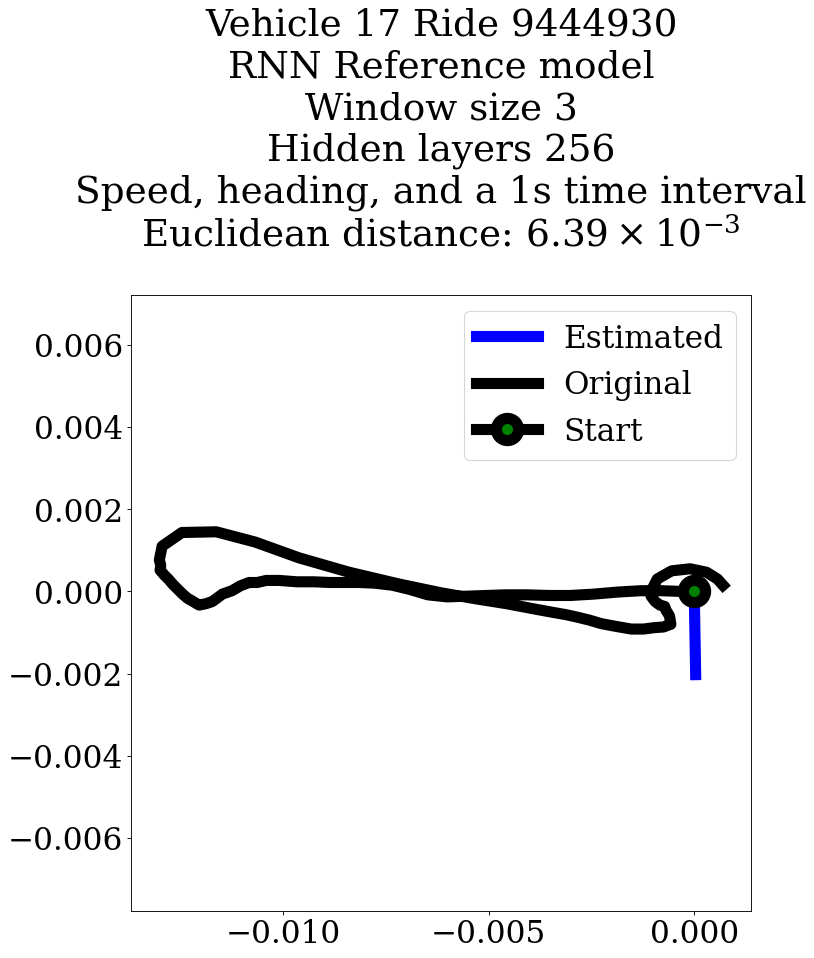 Vehicle 17 Ride 9444930
RNN Reference model
Window size 3
Hidden layers 256
Speed, heading, and a 1s time interval
Euclidean distance: 6.39 × 10⁻³
Estimated
Original
Start
0.006
0.004
0.002
0.000
−0.002
−0.004
−0.006
−0.010
−0.005
0.000